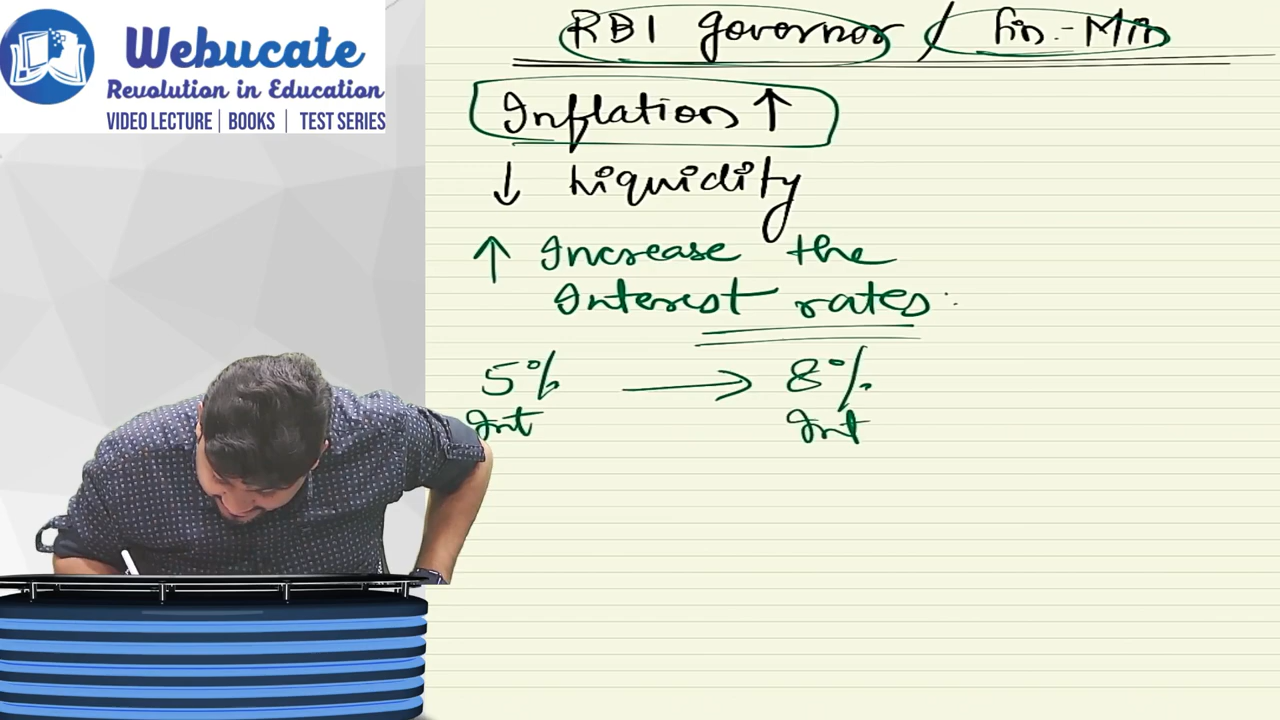 Webucate
Revolution in Education
VIDEO LECTURE | BOOKS | TEST SERIES
RBI governor / Fin.-Min
Inflation ↑
↓ Liquidity
↑ Increase the
Interest rates.
5% → 8%
Int Int